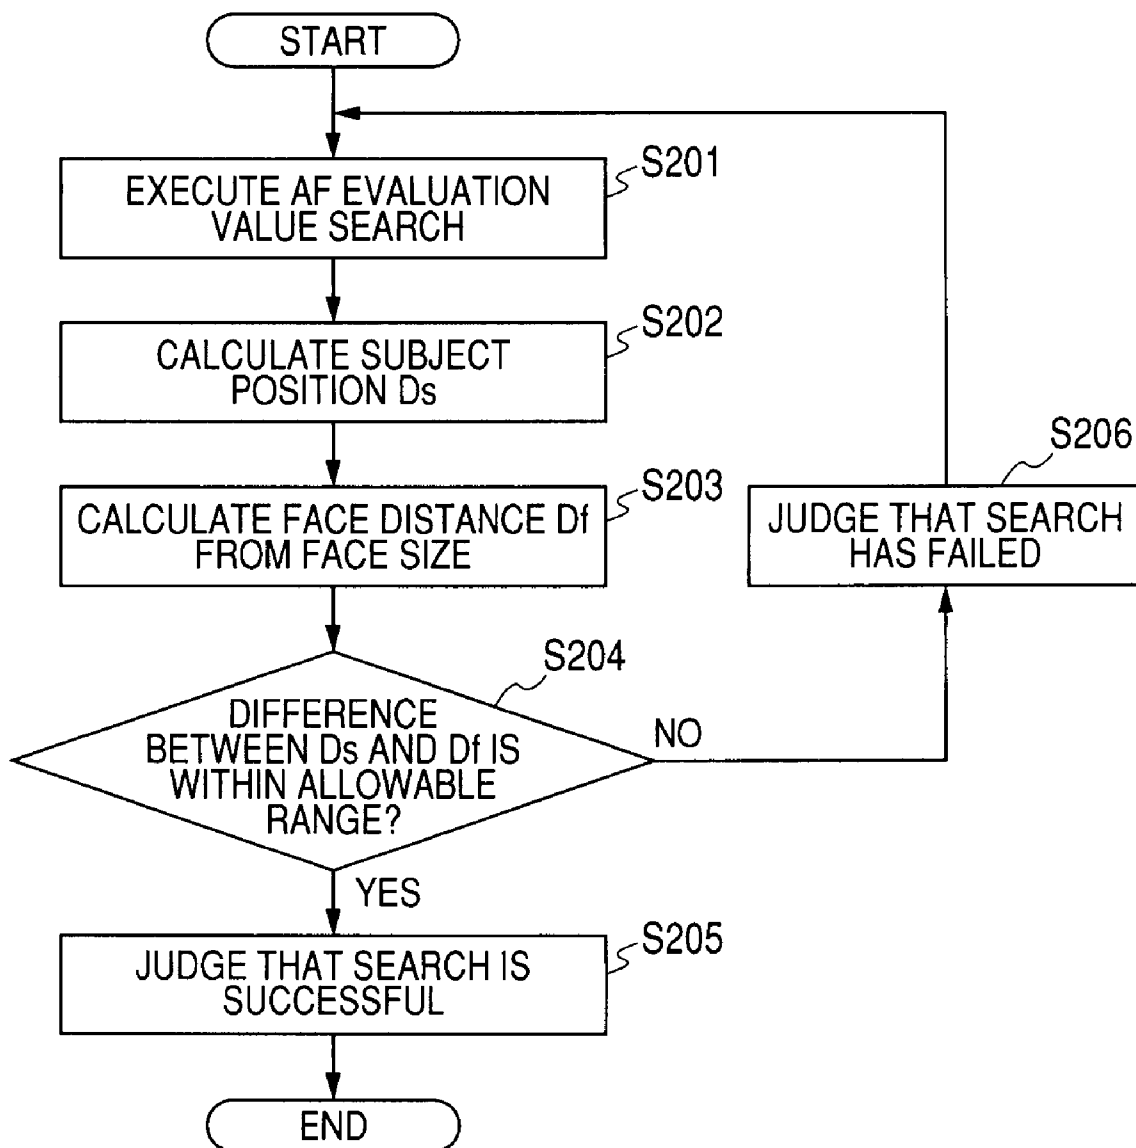 START
S201
EXECUTE AF EVALUATION
VALUE SEARCH
S202
CALCULATE SUBJECT
POSITION Ds
S203
CALCULATE FACE DISTANCE Df
FROM FACE SIZE
S206
JUDGE THAT SEARCH
HAS FAILED
S204
DIFFERENCE
BETWEEN Ds AND Df IS
WITHIN ALLOWABLE
RANGE?
NO
YES
S205
JUDGE THAT SEARCH IS
SUCCESSFUL
END